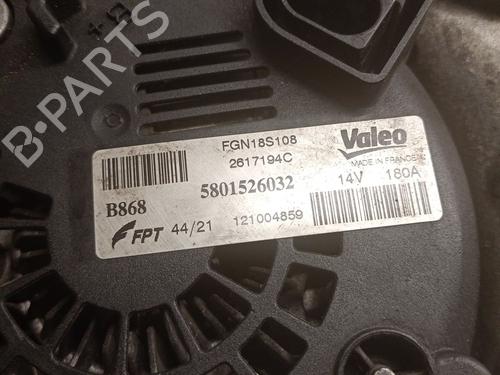 FGN18S108
Valeo
2617194C
MADE IN FRANCE
5801526032
14V 180A
B868
FPT 44/21 121004859
B-PARTS